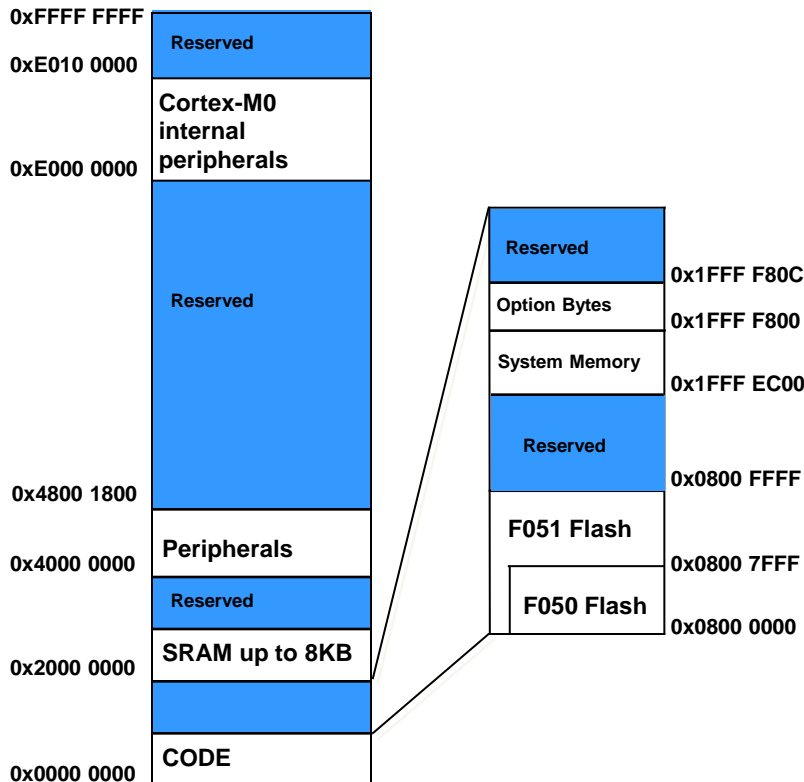 0xFFFF FFFF
Reserved
0xE010 0000
Cortex-M0
internal
peripherals
0xE000 0000
Reserved
0x4800 1800
Peripherals
0x4000 0000
Reserved
SRAM up to 8KB
0x2000 0000
CODE
0x0000 0000
Reserved
0x1FFF F80C
Option Bytes
0x1FFF F800
System Memory
0x1FFF EC00
Reserved
0x0800 FFFF
F051 Flash
0x0800 7FFF
F050 Flash
0x0800 0000